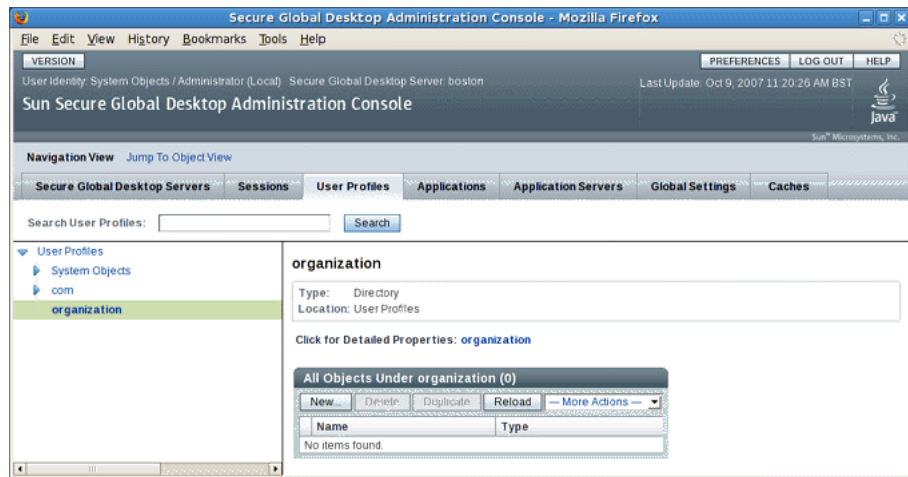 Secure Global Desktop Administration Console - Mozilla Firefox
File Edit View History Bookmarks Tools Help
VERSION PREFERENCES LOG OUT HELP
User Identity: System Objects / Administrator (Local) Secure Global Desktop Server: boston Last Update: Oct 9, 2007 11:20:26 AM BST
Sun Secure Global Desktop Administration Console
Java
Sun™ Microsystems, Inc.
Navigation View Jump To Object View
Secure Global Desktop Servers Sessions User Profiles Applications Application Servers Global Settings Caches
Search User Profiles: Search
User Profiles
System Objects
com
organization
organization
Type: Directory
Location: User Profiles
Click for Detailed Properties: organization
All Objects Under organization (0)
New... Delete Duplicate Reload — More Actions —
Name Type
No items found.